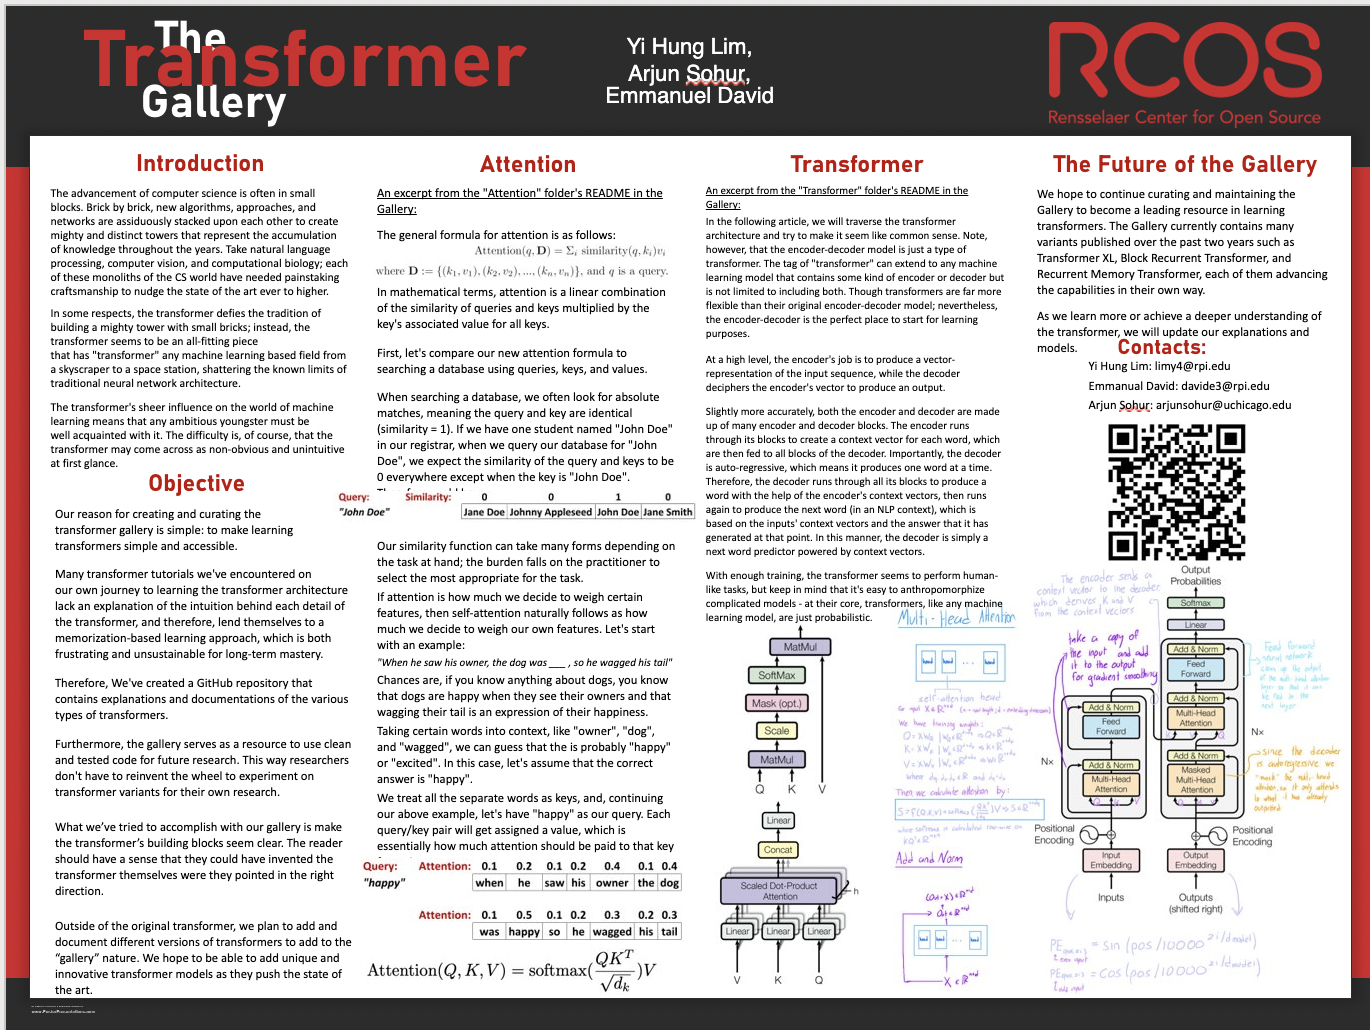 The
Transformer
Gallery
Yi Hung Lim,
Arjun Sohur,
Emmanuel David
RCOS
Rensselaer Center for Open Source
Introduction
The advancement of computer science is often in small
blocks. Brick by brick, new algorithms, approaches, and
networks are assiduously stacked upon each other to create
mighty and distinct towers that represent the accumulation
of knowledge throughout the years. Take natural language
processing, computer vision, and computational biology; each
of these monoliths of the CS world have needed painstaking
craftsmanship to nudge the state of the art ever to higher.
In some respects, the transformer defies the tradition of
building a mighty tower with small bricks; instead, the
transformer seems to be an all-fitting piece
that has "transformer" any machine learning based field from
a skyscraper to a space station, shattering the known limits of
traditional neural network architecture.
The transformer's sheer influence on the world of machine
learning means that any ambitious youngster must be
well acquainted with it. The difficulty is, of course, that the
transformer may come across as non-obvious and unintuitive
at first glance.
Objective
Our reason for creating and curating the
transformer gallery is simple: to make learning
transformers simple and accessible.
Many transformer tutorials we've encountered on
our own journey to learning the transformer architecture
lack an explanation of the intuition behind each detail of
the transformer, and therefore, lend themselves to a
memorization-based learning approach, which is both
frustrating and unsustainable for long-term mastery.
Therefore, We've created a GitHub repository that
contains explanations and documentations of the various
types of transformers.
Furthermore, the gallery serves as a resource to use clean
and tested code for future research. This way researchers
don't have to reinvent the wheel to experiment on
transformer variants for their own research.
What we've tried to accomplish with our gallery is make
the transformer's building blocks seem clear. The reader
should have a sense that they could have invented the
transformer themselves were they pointed in the right
direction.
Outside of the original transformer, we plan to add and
document different versions of transformers to add to the
"gallery" nature. We hope to be able to add unique and
innovative transformer models as they push the state of
the art.
Attention
An excerpt from the "Attention" folder's README in the
Gallery:
The general formula for attention is as follows:
Attention(q, D) = Σᵢ similarity(q, kᵢ)vᵢ
where D := {(k₁, v₁), (k₂, v₂), ..., (kₙ, vₙ)}, and q is a query.
In mathematical terms, attention is a linear combination
of the similarity of queries and keys multiplied by the
key's associated value for all keys.
First, let's compare our new attention formula to
searching a database using queries, keys, and values.
When searching a database, we often look for absolute
matches, meaning the query and key are identical
(similarity = 1). If we have one student named "John Doe"
in our registrar, when we query our database for "John
Doe", we expect the similarity of the query and keys to be
0 everywhere except when the key is "John Doe".
Query: Similarity: 0 0 1 0
"John Doe" Jane Doe Johnny Appleseed John Doe Jane Smith
Our similarity function can take many forms depending on
the task at hand; the burden falls on the practitioner to
select the most appropriate for the task.
If attention is how much we decide to weigh certain
features, then self-attention naturally follows as how
much we decide to weigh our own features. Let's start
with an example:
"When he saw his owner, the dog was ___ , so he wagged his tail"
Chances are, if you know anything about dogs, you know
that dogs are happy when they see their owners and that
wagging their tail is an expression of their happiness.
Taking certain words into context, like "owner", "dog",
and "wagged", we can guess that the is probably "happy"
or "excited". In this case, let's assume that the correct
answer is "happy".
We treat all the separate words as keys, and, continuing
our above example, let's have "happy" as our query. Each
query/key pair will get assigned a value, which is
essentially how much attention should be paid to that key
Query: Attention: 0.1 0.2 0.1 0.2 0.4 0.1 0.4
"happy" when he saw his owner the dog
Attention: 0.1 0.5 0.1 0.2 0.3 0.2 0.3
was happy so he wagged his tail
Attention(Q, K, V) = softmax(QKᵀ/√dₖ)V
Transformer
An excerpt from the "Transformer" folder's README in the
Gallery:
In the following article, we will traverse the transformer
architecture and try to make it seem like common sense. Note,
however, that the encoder-decoder model is just a type of
transformer. The tag of "transformer" can extend to any machine
learning model that contains some kind of encoder or decoder but
is not limited to including both. Though transformers are far more
flexible than their original encoder-decoder model; nevertheless,
the encoder-decoder is the perfect place to start for learning
purposes.
At a high level, the encoder's job is to produce a vector-
representation of the input sequence, while the decoder
deciphers the encoder's vector to produce an output.
Slightly more accurately, both the encoder and decoder are made
up of many encoder and decoder blocks. The encoder runs
through its blocks to create a context vector for each word, which
are then fed to all blocks of the decoder. Importantly, the decoder
is auto-regressive, which means it produces one word at a time.
Therefore, the decoder runs through all its blocks to produce a
word with the help of the encoder's context vectors, then runs
again to produce the next word (in an NLP context), which is
based on the inputs' context vectors and the answer that it has
generated at that point. In this manner, the decoder is simply a
next word predictor powered by context vectors.
With enough training, the transformer seems to perform human-
like tasks, but keep in mind that it's easy to anthropomorphize
complicated models - at their core, transformers, like any machine
learning model, are just probabilistic.
MatMul
SoftMax
Mask (opt.)
Scale
MatMul
Q K V
Linear
Concat
Scaled Dot-Product
Attention
h
Linear Linear Linear
V K Q
Multi-Head Attention
self-attention head
We have training weights:
Then we calculate attention by:
Add and Norm
The Future of the Gallery
We hope to continue curating and maintaining the
Gallery to become a leading resource in learning
transformers. The Gallery currently contains many
variants published over the past two years such as
Transformer XL, Block Recurrent Transformer, and
Recurrent Memory Transformer, each of them advancing
the capabilities in their own way.
As we learn more or achieve a deeper understanding of
the transformer, we will update our explanations and
models.
Contacts:
Yi Hung Lim: limy4@rpi.edu
Emmanual David: davide3@rpi.edu
Arjun Sohur: arjunsohur@uchicago.edu
The encoder sends a
context vector to the decoder
which derives K and V
from the context vectors
take a copy of
the input and add
it to the output
for gradient smoothing
Output
Probabilities
Softmax
Linear
Add & Norm
Feed
Forward
Add & Norm
Multi-Head
Attention
Add & Norm
Masked
Multi-Head
Attention
Nx
Add & Norm
Feed
Forward
Add & Norm
Multi-Head
Attention
Nx
Positional
Encoding
Positional
Encoding
Input
Embedding
Output
Embedding
Inputs
Outputs
(shifted right)
since the decoder
is autoregressive we
"mask" the multi-head
= sin(pos/10000^2i/dmodel)
= cos(pos/10000^2i/dmodel)
www.PosterPresentations.com